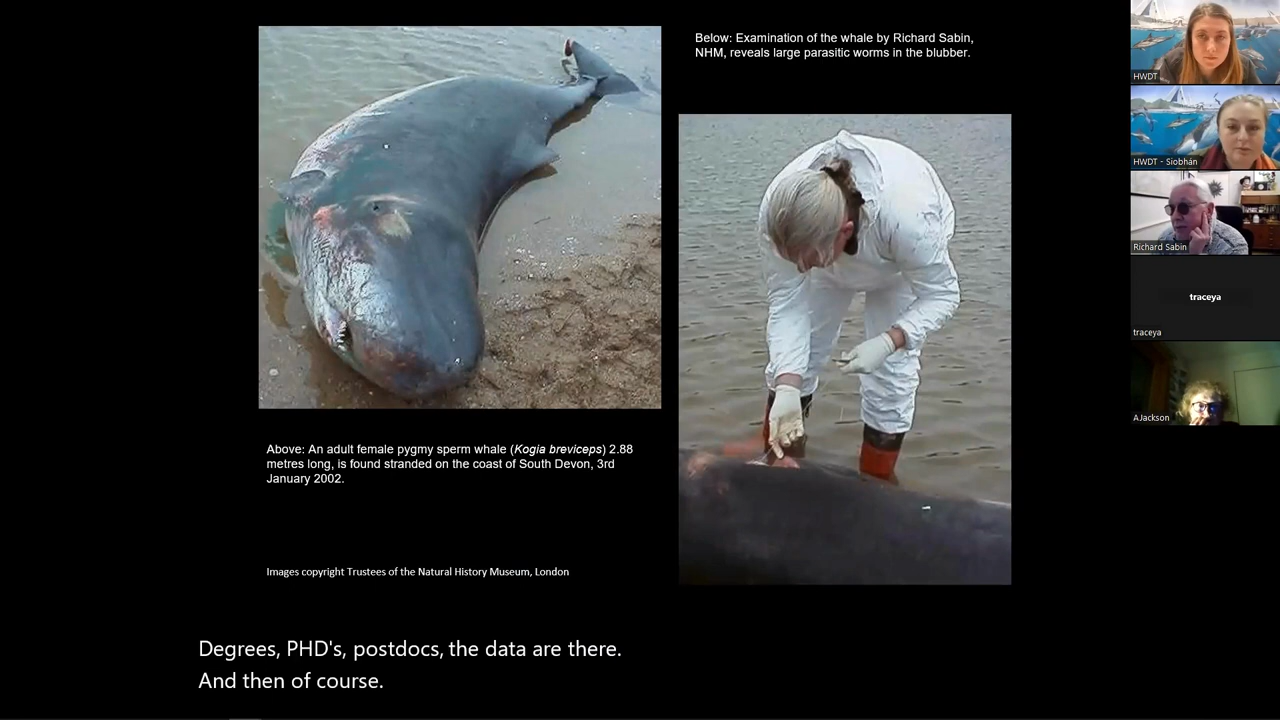 Below: Examination of the whale by Richard Sabin,
NHM, reveals large parasitic worms in the blubber.
Above: An adult female pygmy sperm whale (Kogia breviceps) 2.88
metres long, is found stranded on the coast of South Devon, 3rd
January 2002.
Images copyright Trustees of the Natural History Museum, London
Degrees, PHD's, postdocs, the data are there.
And then of course.
HWDT
HWDT - Siobhán
Richard Sabin
traceya
traceya
AJackson